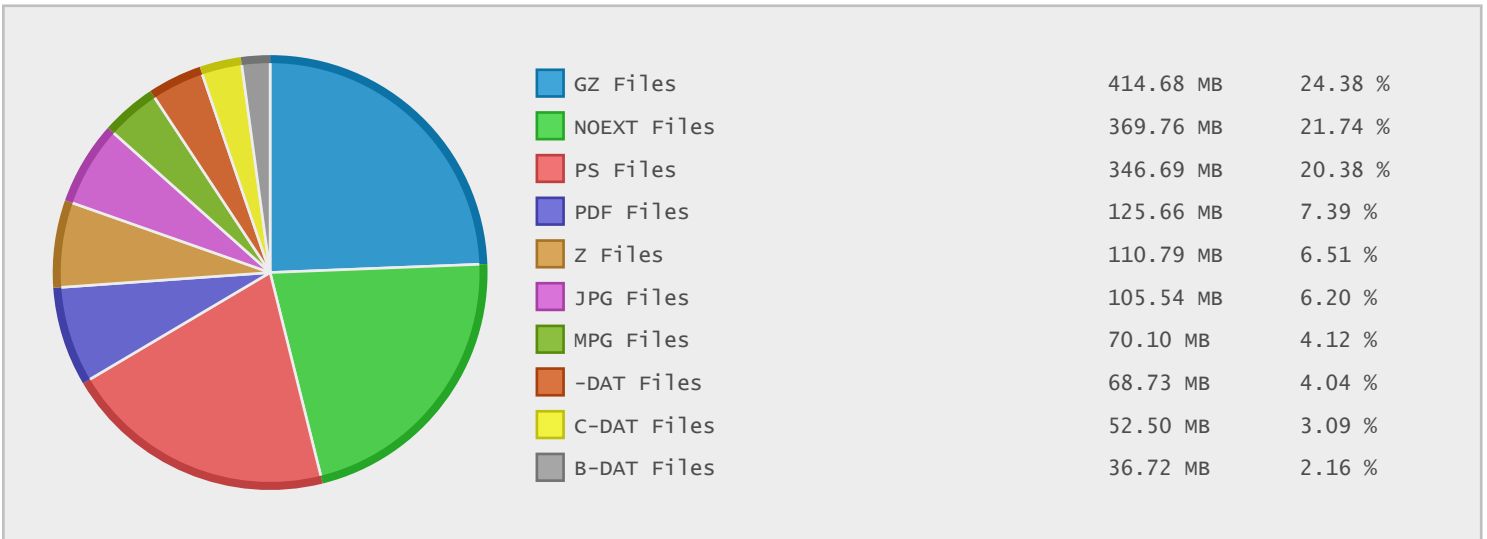 GZ Files 414.68 MB 24.38 %
NOEXT Files 369.76 MB 21.74 %
PS Files 346.69 MB 20.38 %
PDF Files 125.66 MB 7.39 %
Z Files 110.79 MB 6.51 %
JPG Files 105.54 MB 6.20 %
MPG Files 70.10 MB 4.12 %
-DAT Files 68.73 MB 4.04 %
C-DAT Files 52.50 MB 3.09 %
B-DAT Files 36.72 MB 2.16 %